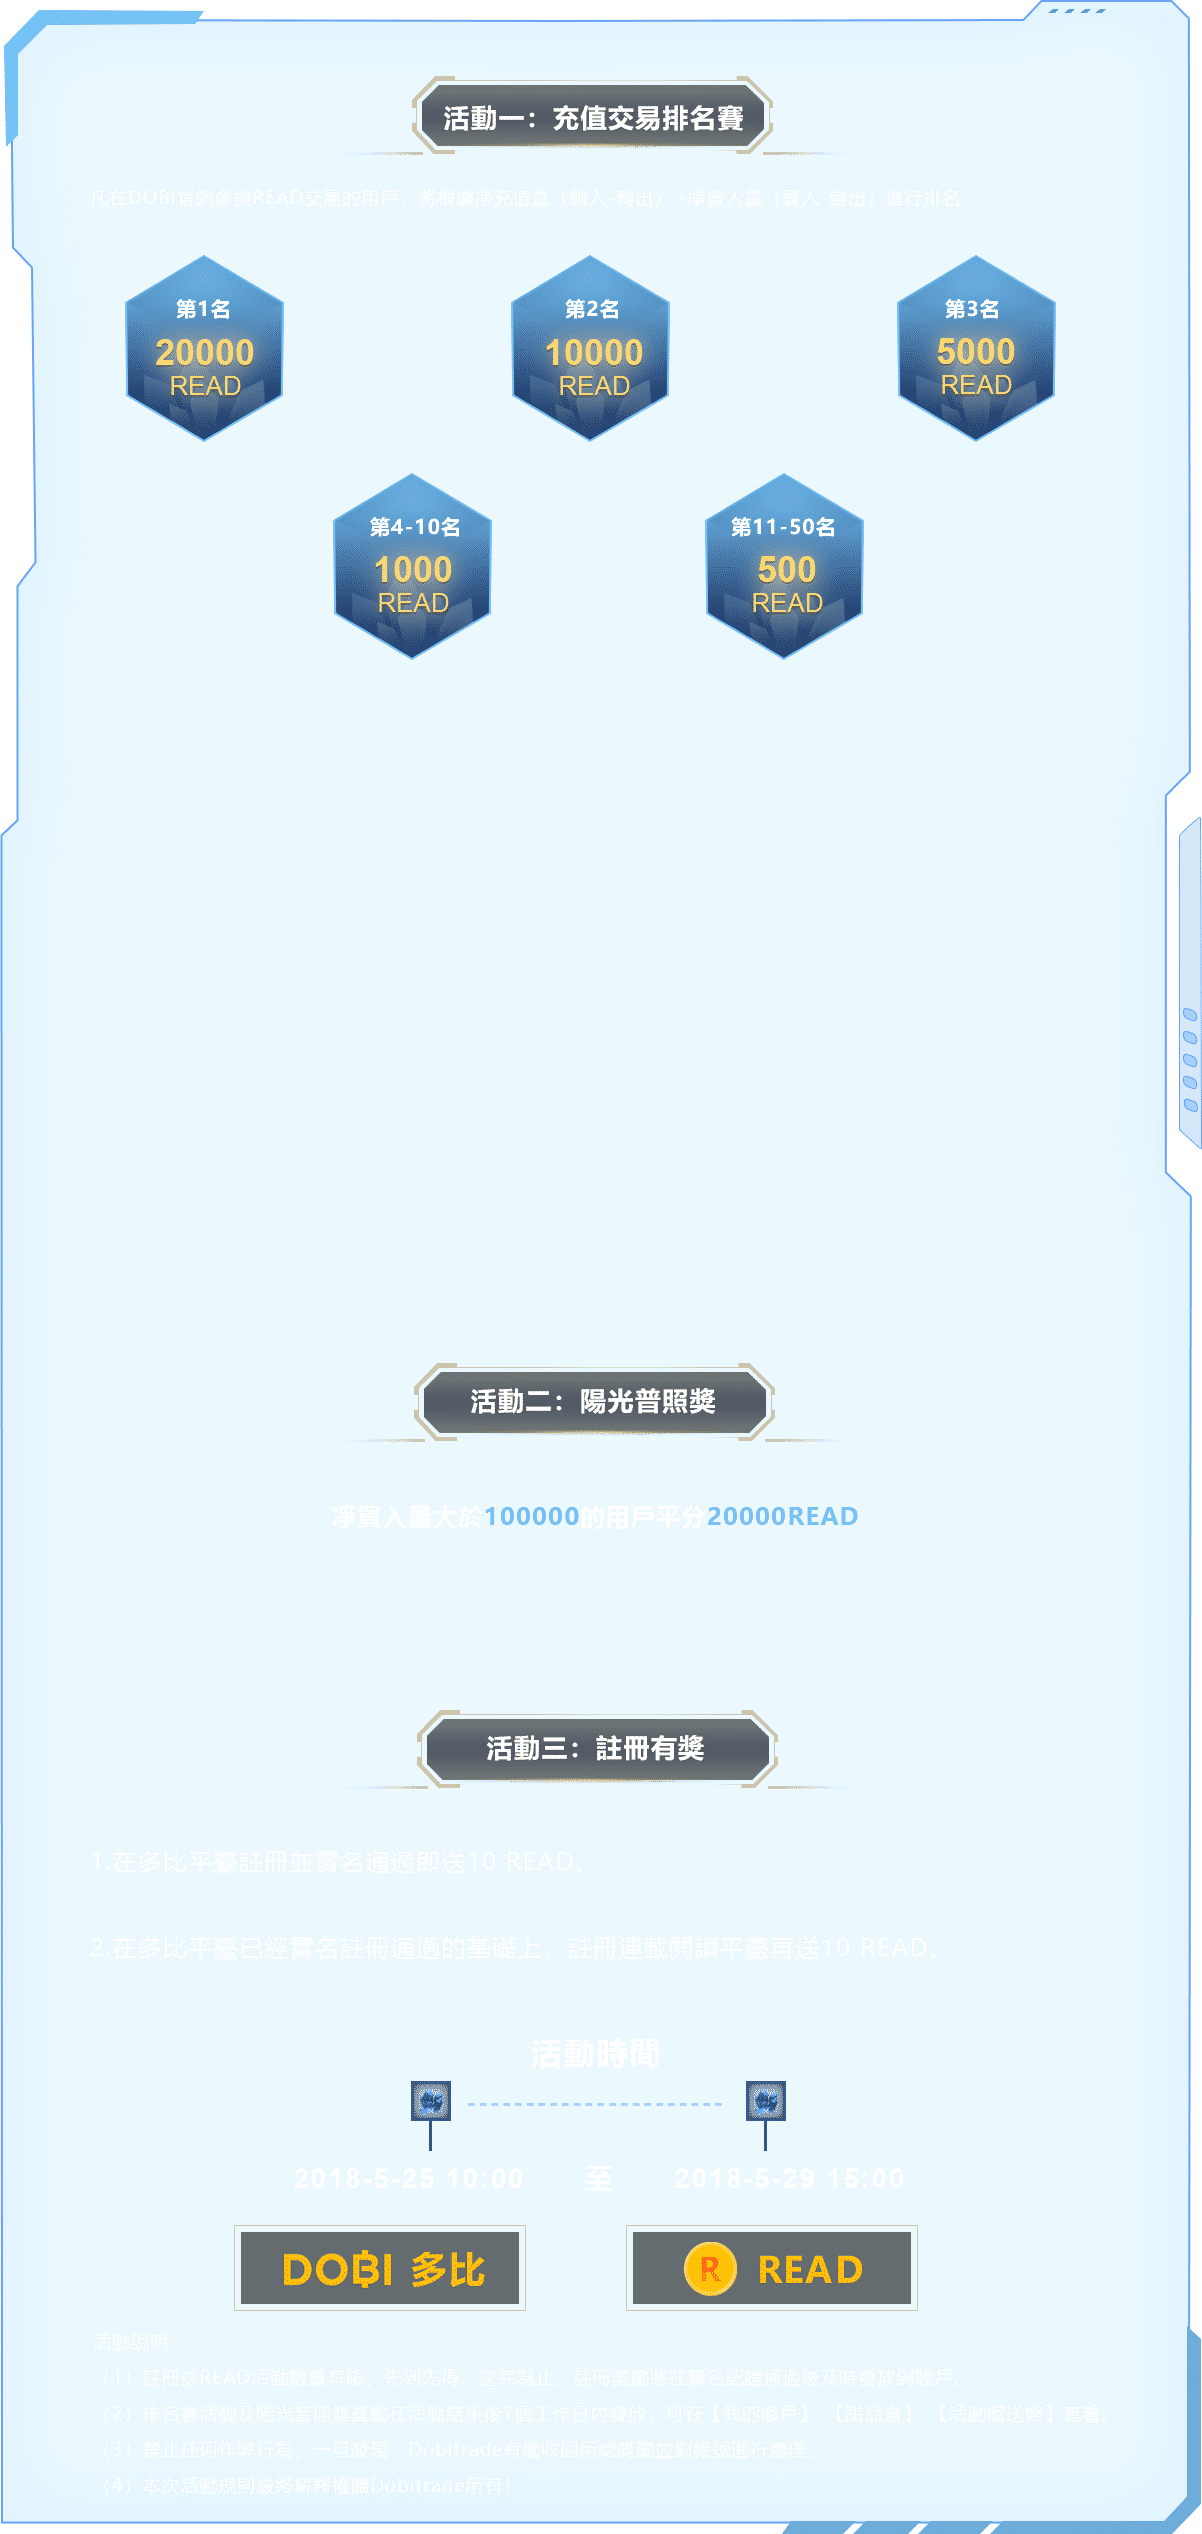 活動一：充值交易排名賽
凡在DOBI官網參與READ交易的用戶，將根據凈充值量（轉入-轉出）+凈買入量（買入-賣出）進行排名
第1名
20000
READ
第2名
10000
READ
第3名
5000
READ
第4-10名
1000
READ
第11-50名
500
READ
活動二：陽光普照獎
凈買入量大於100000的用戶平分20000READ
活動三：註冊有獎
1.在多比平臺註冊並實名通過即送10 READ。
2.在多比平臺已經實名註冊通過的基礎上，註冊連載閱讀平臺再送10 READ。
活動時間
2018-5-25 10:00 至 2018-5-29 15:00
DOBI 多比
R READ
活動說明：
（1）註冊送READ活動數量有限，先到先得，送完為止，註冊獎勵將在實名認證通過後及時發放到賬戶。
（2）排名賽活動及陽光普照獎獎勵在活動結束後7個工作日內發放，可在【我的賬戶】-【甜品盒】-【活動贈送幣】查看。
（3）禁止任何作弊行為，一旦發現，Dobitrade有權收回所給獎勵並對帳號進行處理。
（4）本次活動規則最終解釋權歸Dobitrade所有！